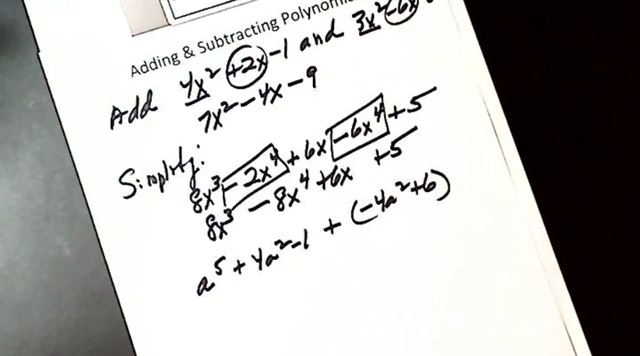 Adding & Subtracting Polynomi
Add 4x² +2x -1 and 3x² -6x
7x² - 4x - 9
Simplify:
8x³ - 2x⁴ + 6x - 6x⁴ + 5
8x³ - 8x⁴ + 6x + 5
a⁵ + 4a² - 1 + (-4a² + 6)